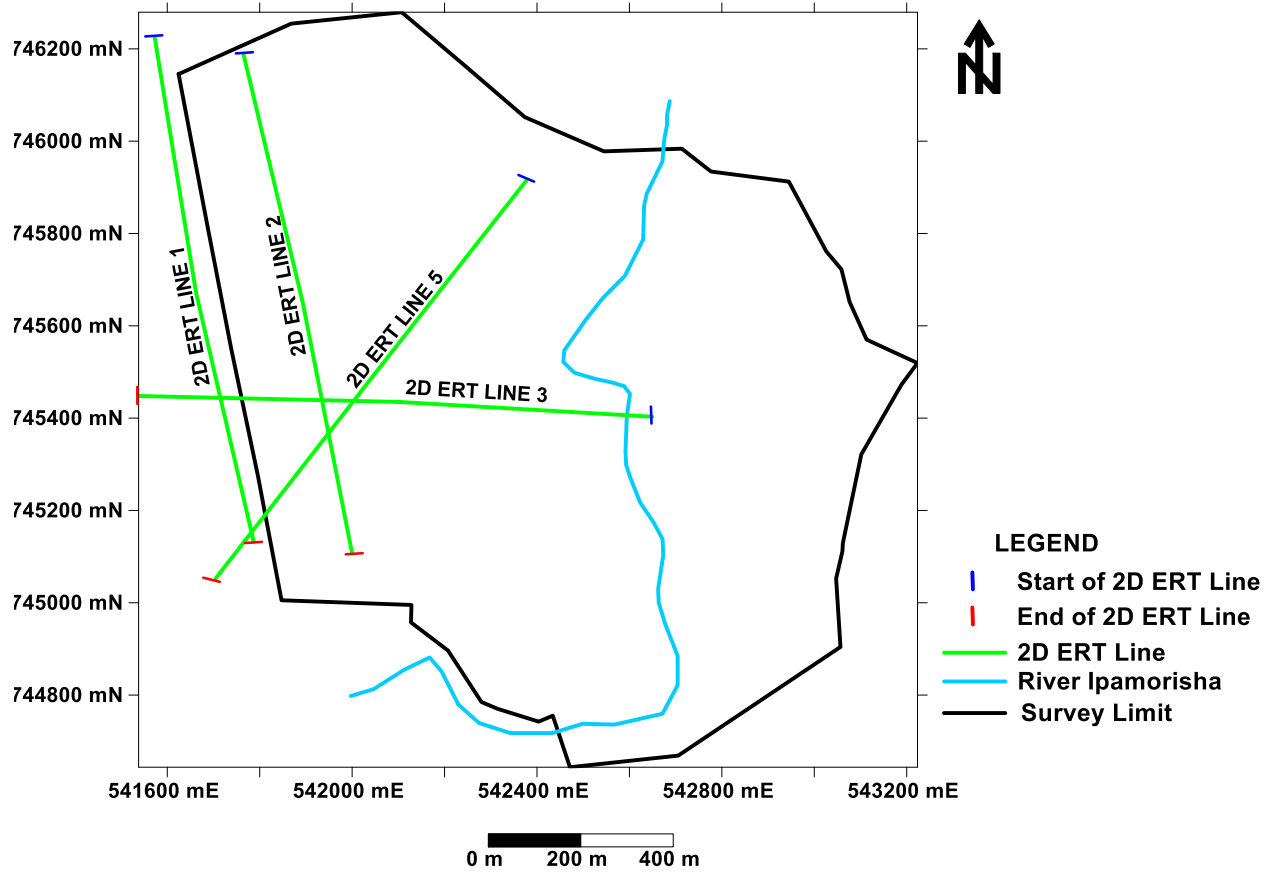 746200 mN
746000 mN
745800 mN
745600 mN
745400 mN
745200 mN
745000 mN
744800 mN
541600 mE
542000 mE
542400 mE
542800 mE
543200 mE
2D ERT LINE 1
2D ERT LINE 2
2D ERT LINE 5
2D ERT LINE 3
N
LEGEND
Start of 2D ERT Line
End of 2D ERT Line
2D ERT Line
River Ipamorisha
Survey Limit
0 m
200 m
400 m